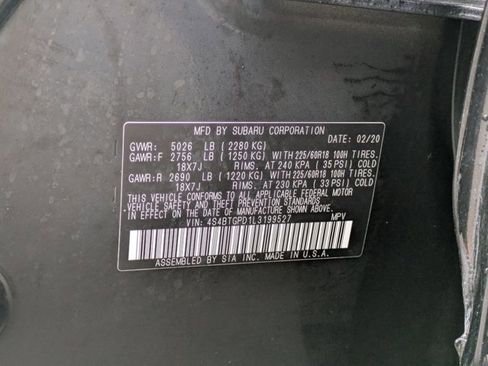 MFD BY SUBARU CORPORATION
GVWR: 5026 LB (2280 KG) DATE: 02/20
GAWR:F 2756 LB (1250 KG) WITH 225/60R18 100H TIRES.
18X7J RIMS. AT 240 KPA (35 PSI) COLD
GAWR:R 2690 LB (1220 KG) WITH 225/60R18 100H TIRES.
18X7J RIMS. AT 230 KPA (33 PSI) COLD
THIS VEHICLE CONFORMS TO ALL APPLICABLE FEDERAL MOTOR
VEHICLE SAFETY AND THEFT PREVENTION STANDARDS
IN EFFECT ON THE DATE OF MANUFACTURE SHOWN ABOVE.
VIN: 4S4BTGPD1L3199527 MPV
ASSEMBLED BY SIA INC. MADE IN U.S.A.